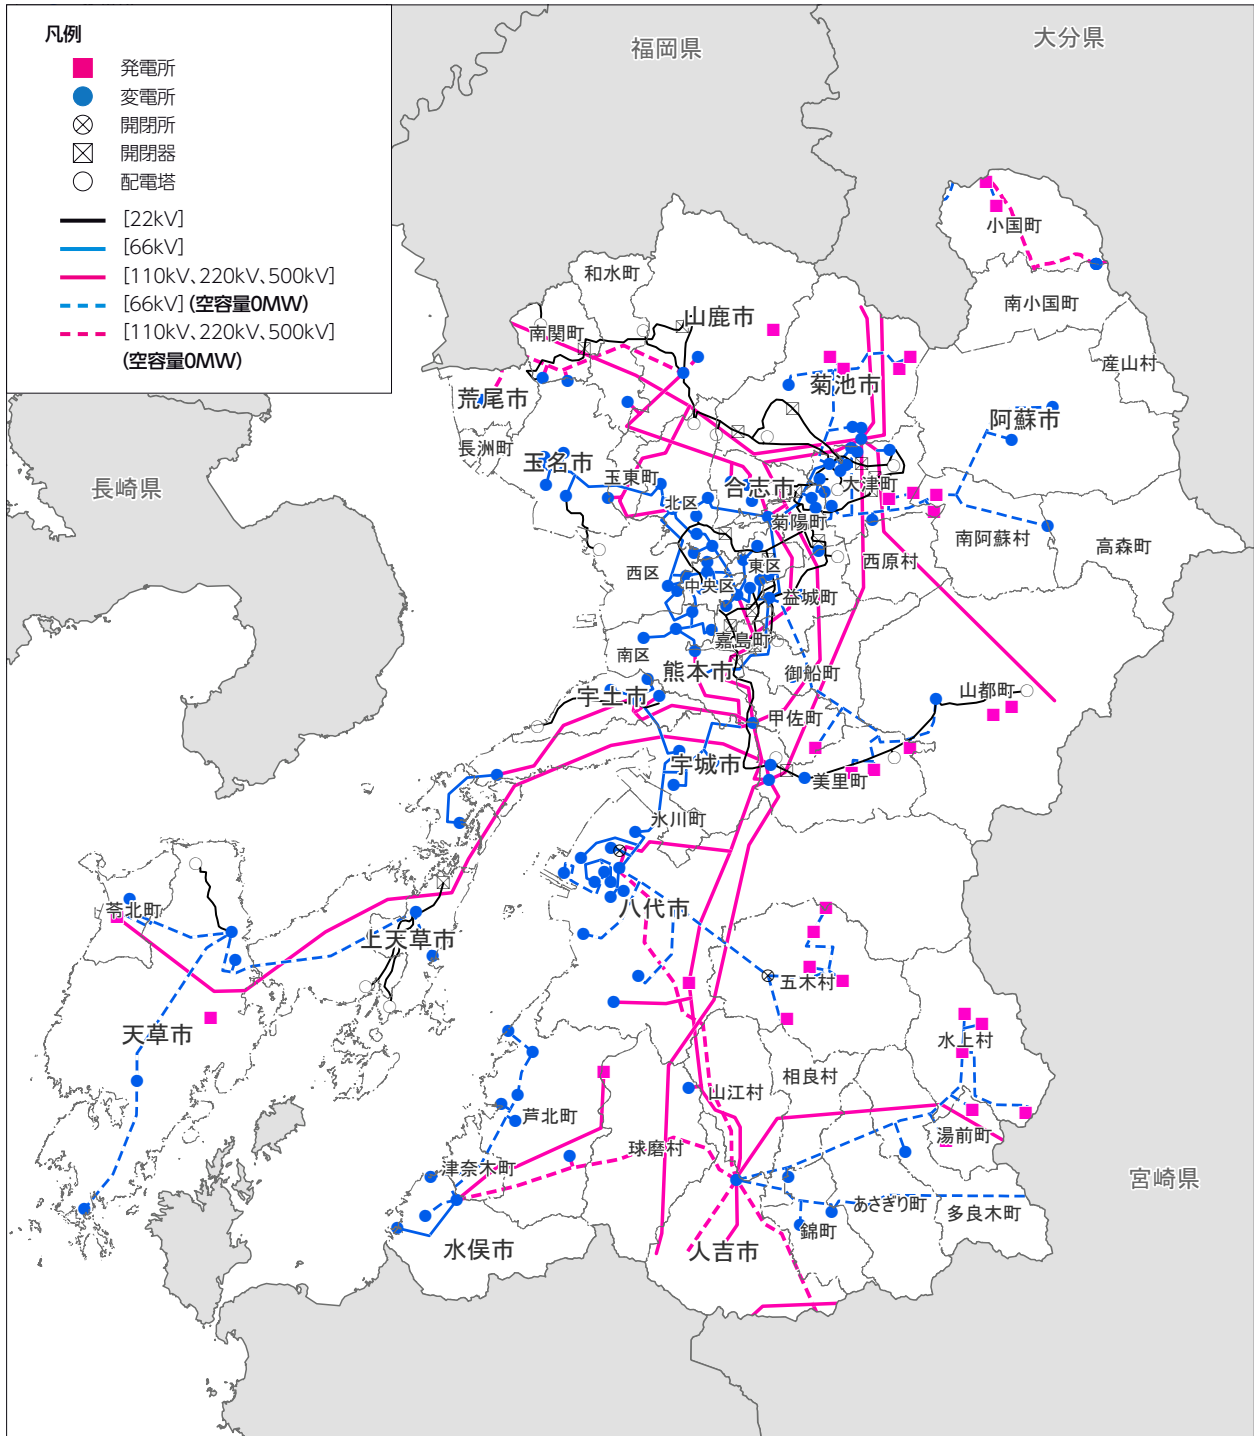 凡例
発電所
変電所
開閉所
開閉器
配電塔
[22kV]
[66kV]
[110kV、220kV、500kV]
[66kV] (空容量0MW)
[110kV、220kV、500kV]
(空容量0MW)
福岡県
大分県
小国町
南小国町
産山村
和水町
山鹿市
南関町
菊池市
荒尾市
阿蘇市
長洲町
玉名市
玉東町
合志市
大津町
長崎県
北区
菊陽町
南阿蘇村
高森町
西原村
西区
中央区
東区
益城町
嘉島町
南区
熊本市
御船町
宇土市
山都町
甲佐町
宇城市
美里町
氷川町
八代市
苓北町
上天草市
五木村
天草市
水上村
相良村
山江村
芦北町
湯前町
球磨村
津奈木町
宮崎県
あさぎり町
多良木町
錦町
水俣市
人吉市